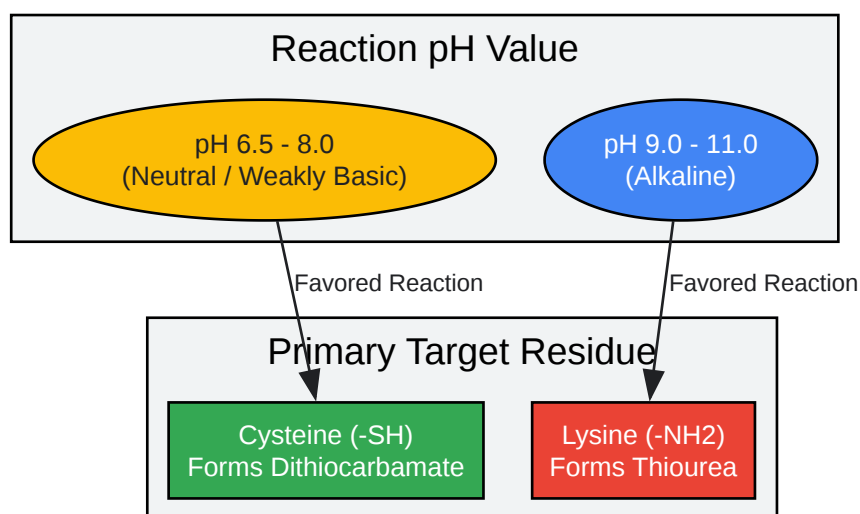 Reaction pH Value
pH 6.5 - 8.0
(Neutral / Weakly Basic)
pH 9.0 - 11.0
(Alkaline)
Favored Reaction
Favored Reaction
Primary Target Residue
Cysteine (-SH)
Forms Dithiocarbamate
Lysine (-NH2)
Forms Thiourea